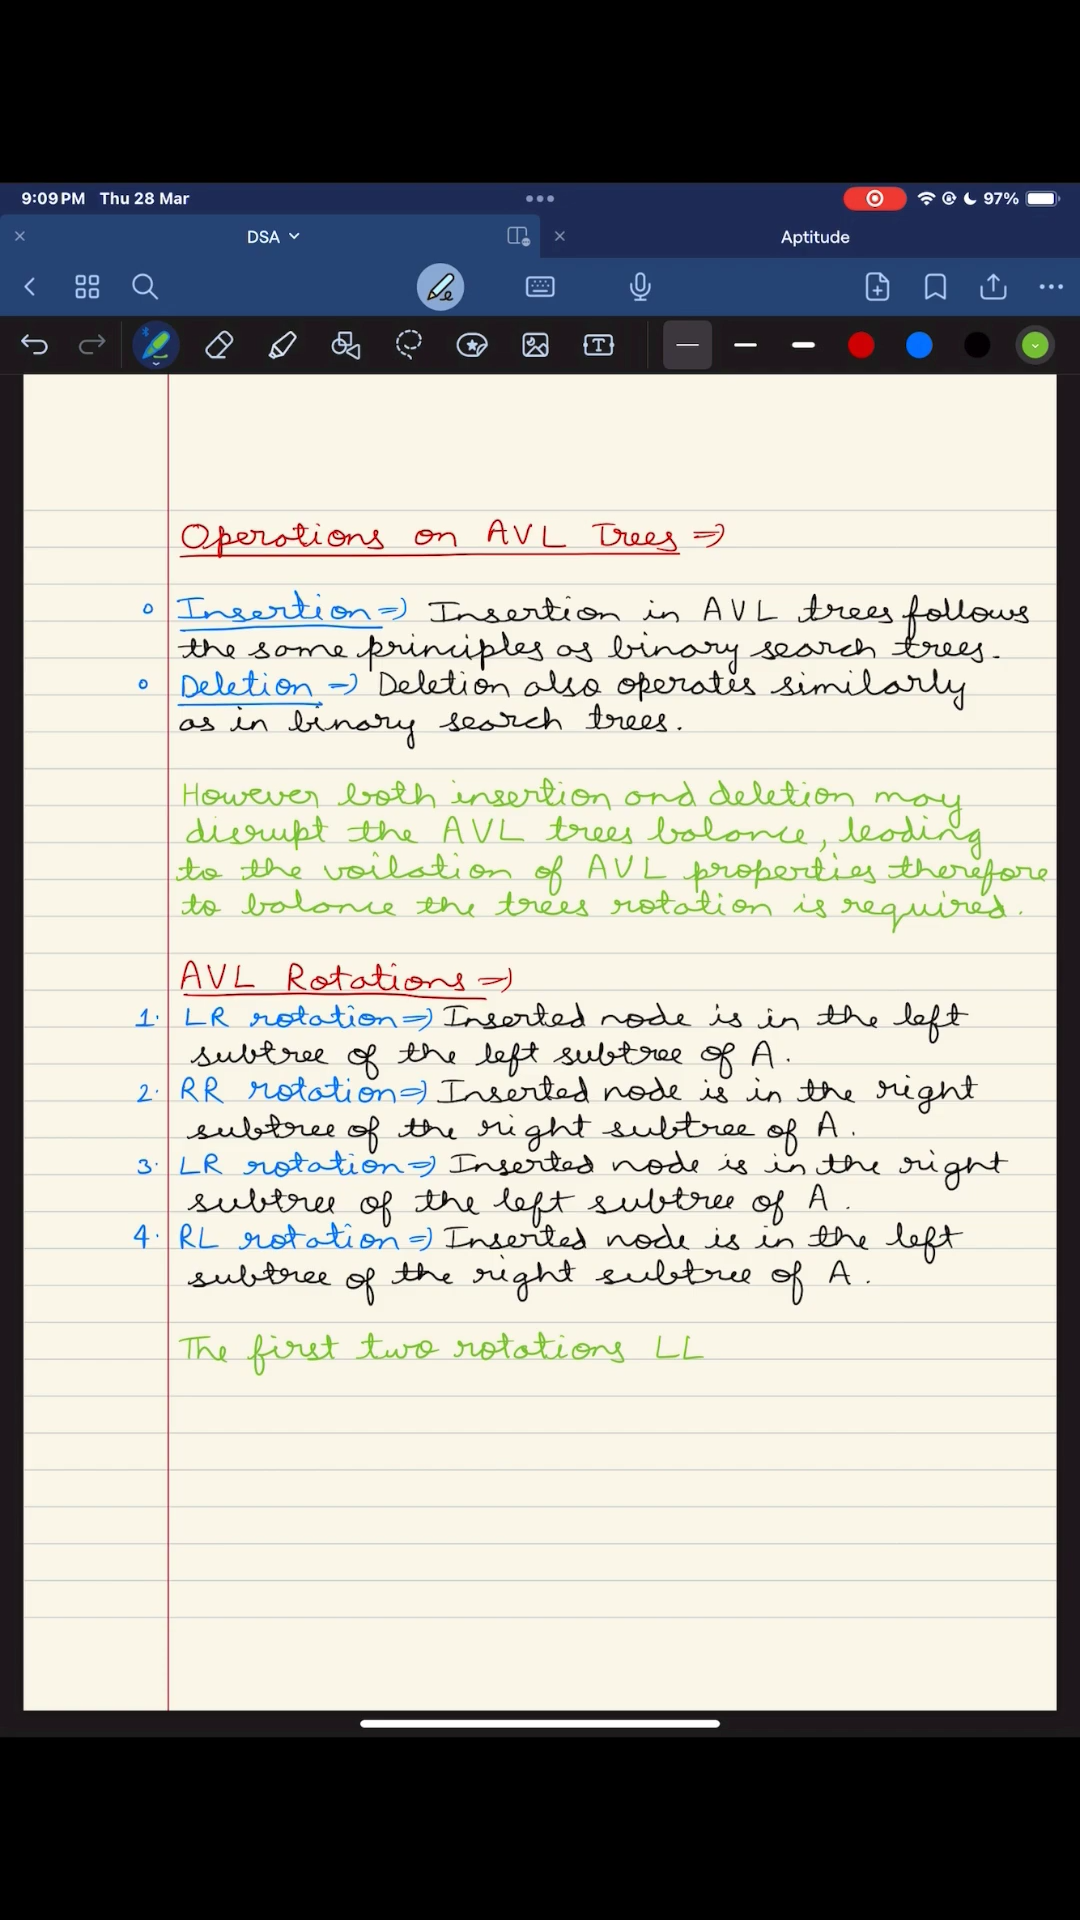 9:09 PM Thu 28 Mar
97%
DSA
Aptitude
Operations on AVL Trees =>
Insertion => Insertion in AVL trees follows
the same principles as binary search trees.
Deletion => Deletion also operates similarly
as in binary search trees.
However both insertion and deletion may
disrupt the AVL trees balance, leading
to the voilation of AVL properties therefore
to balance the trees rotation is required.
AVL Rotations =>
1. LR rotation => Inserted node is in the left
subtree of the left subtree of A.
2. RR rotation => Inserted node is in the right
subtree of the right subtree of A.
3. LR rotation => Inserted node is in the right
subtree of the left subtree of A.
4. RL rotation => Inserted node is in the left
subtree of the right subtree of A.
The first two rotations LL